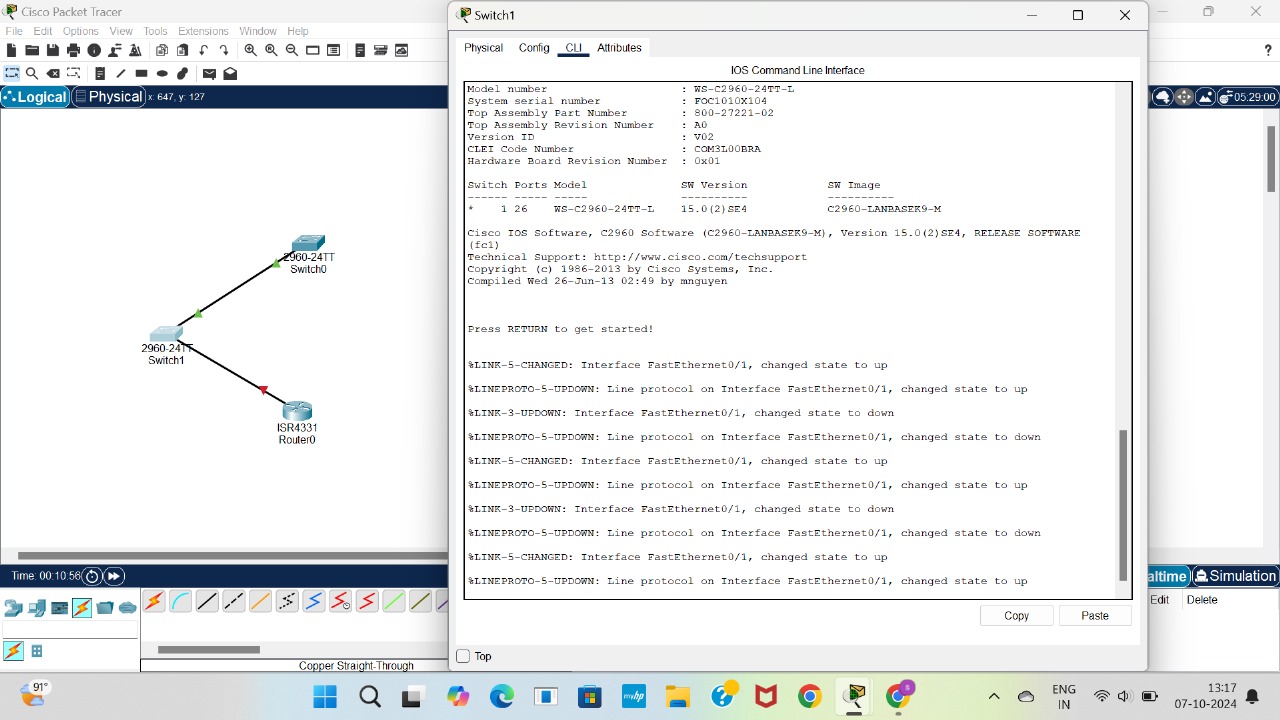 Cisco Packet Tracer
File Edit Options View Tools Extensions Window Help
?
Logical Physical x: 647, y: 127
05:29:00
2960-24TT
Switch0
2960-24TT
Switch1
ISR4331
Router0
Time: 00:10:56
Copper Straight-Through
altime Simulation
Edit Delete
Switch1
Physical Config CLI Attributes
IOS Command Line Interface
Model number : WS-C2960-24TT-L
System serial number : FOC1010X104
Top Assembly Part Number : 800-27221-02
Top Assembly Revision Number : A0
Version ID : V02
CLEI Code Number : COM3L00BRA
Hardware Board Revision Number : 0x01
Switch Ports Model SW Version SW Image
------ ----- ----- ---------- ----------
* 1 26 WS-C2960-24TT-L 15.0(2)SE4 C2960-LANBASEK9-M
Cisco IOS Software, C2960 Software (C2960-LANBASEK9-M), Version 15.0(2)SE4, RELEASE SOFTWARE
(fc1)
Technical Support: http://www.cisco.com/techsupport
Copyright (c) 1986-2013 by Cisco Systems, Inc.
Compiled Wed 26-Jun-13 02:49 by mnguyen
Press RETURN to get started!
%LINK-5-CHANGED: Interface FastEthernet0/1, changed state to up
%LINEPROTO-5-UPDOWN: Line protocol on Interface FastEthernet0/1, changed state to up
%LINK-3-UPDOWN: Interface FastEthernet0/1, changed state to down
%LINEPROTO-5-UPDOWN: Line protocol on Interface FastEthernet0/1, changed state to down
%LINK-5-CHANGED: Interface FastEthernet0/1, changed state to up
%LINEPROTO-5-UPDOWN: Line protocol on Interface FastEthernet0/1, changed state to up
%LINK-3-UPDOWN: Interface FastEthernet0/1, changed state to down
%LINEPROTO-5-UPDOWN: Line protocol on Interface FastEthernet0/1, changed state to down
%LINK-5-CHANGED: Interface FastEthernet0/1, changed state to up
%LINEPROTO-5-UPDOWN: Line protocol on Interface FastEthernet0/1, changed state to up
Copy Paste
Top
91°
myhp
S
ENG
IN
13:17
07-10-2024